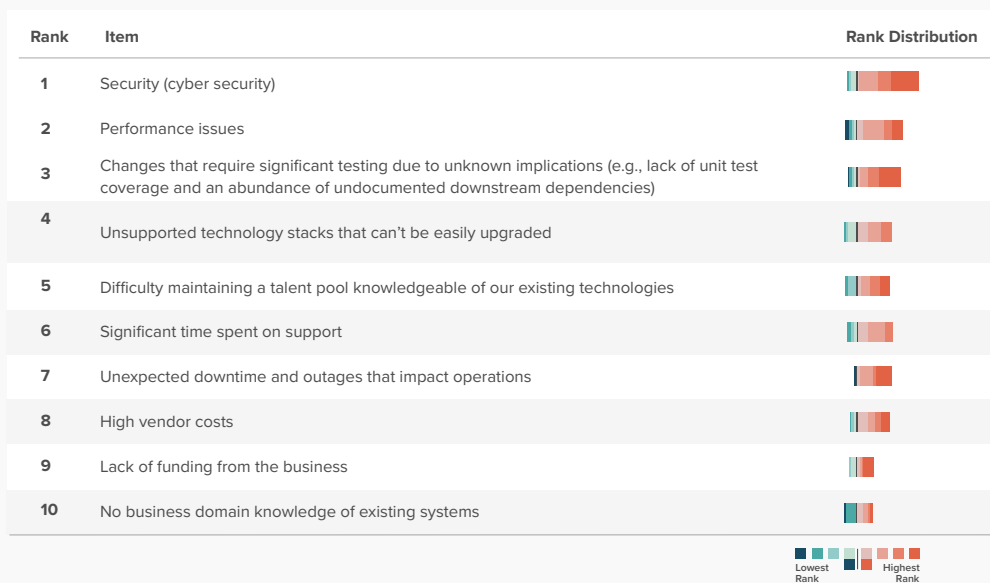 Rank Item Rank Distribution
1 Security (cyber security)
2 Performance issues
3 Changes that require significant testing due to unknown implications (e.g., lack of unit test
coverage and an abundance of undocumented downstream dependencies)
4 Unsupported technology stacks that can’t be easily upgraded
5 Difficulty maintaining a talent pool knowledgeable of our existing technologies
6 Significant time spent on support
7 Unexpected downtime and outages that impact operations
8 High vendor costs
9 Lack of funding from the business
10 No business domain knowledge of existing systems
Lowest Highest
Rank Rank